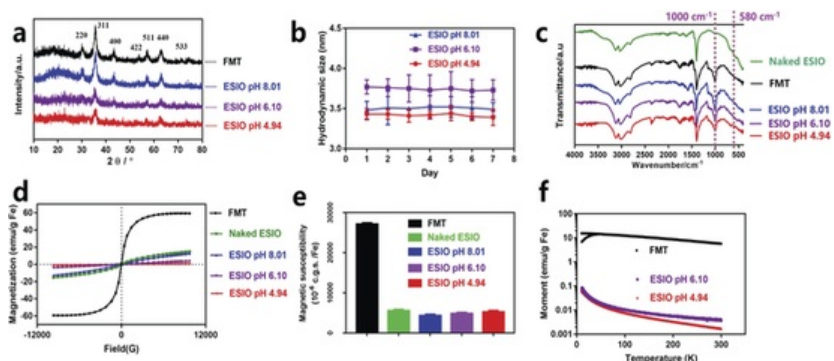 a
311
220
400
422
511
440
533
FMT
ESIO pH 8.01
ESIO pH 6.10
ESIO pH 4.94
Intensity/a.u.
10 20 30 40 50 60 70 80
2 θ / °
b
ESIO pH 8.01
ESIO pH 6.10
ESIO pH 4.94
Hydrodynamic size (nm)
4.5
4.0
3.5
3.0
0 1 2 3 4 5 6 7 8
Day
c
1000 cm⁻¹
580 cm⁻¹
Naked ESIO
FMT
ESIO pH 8.01
ESIO pH 6.10
ESIO pH 4.94
Transmittance/a.u
4000 3500 3000 2500 2000 1500 1000 500
Wavenumber/cm⁻¹
d
Magnetization (emu/g Fe)
60
40
20
0
-20
-40
-60
-12000 0 12000
Field(G)
FMT
Naked ESIO
ESIO pH 8.01
ESIO pH 6.10
ESIO pH 4.94
e
Magnetic susceptibility
(10⁻⁶ c.g.s. /Fe)
30000
20000
10000
0
FMT
Naked ESIO
ESIO pH 8.01
ESIO pH 6.10
ESIO pH 4.94
f
Moment (emu/g Fe)
100
10
1
0.1
0.01
0.001
FMT
ESIO pH 6.10
ESIO pH 4.94
0 100 200 300
Temperature (K)